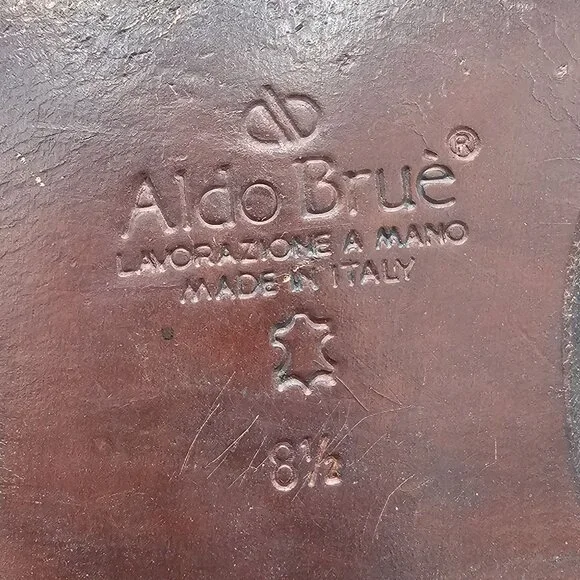 Aldo Bruè®
LAVORAZIONE A MANO
MADE IN ITALY
8½